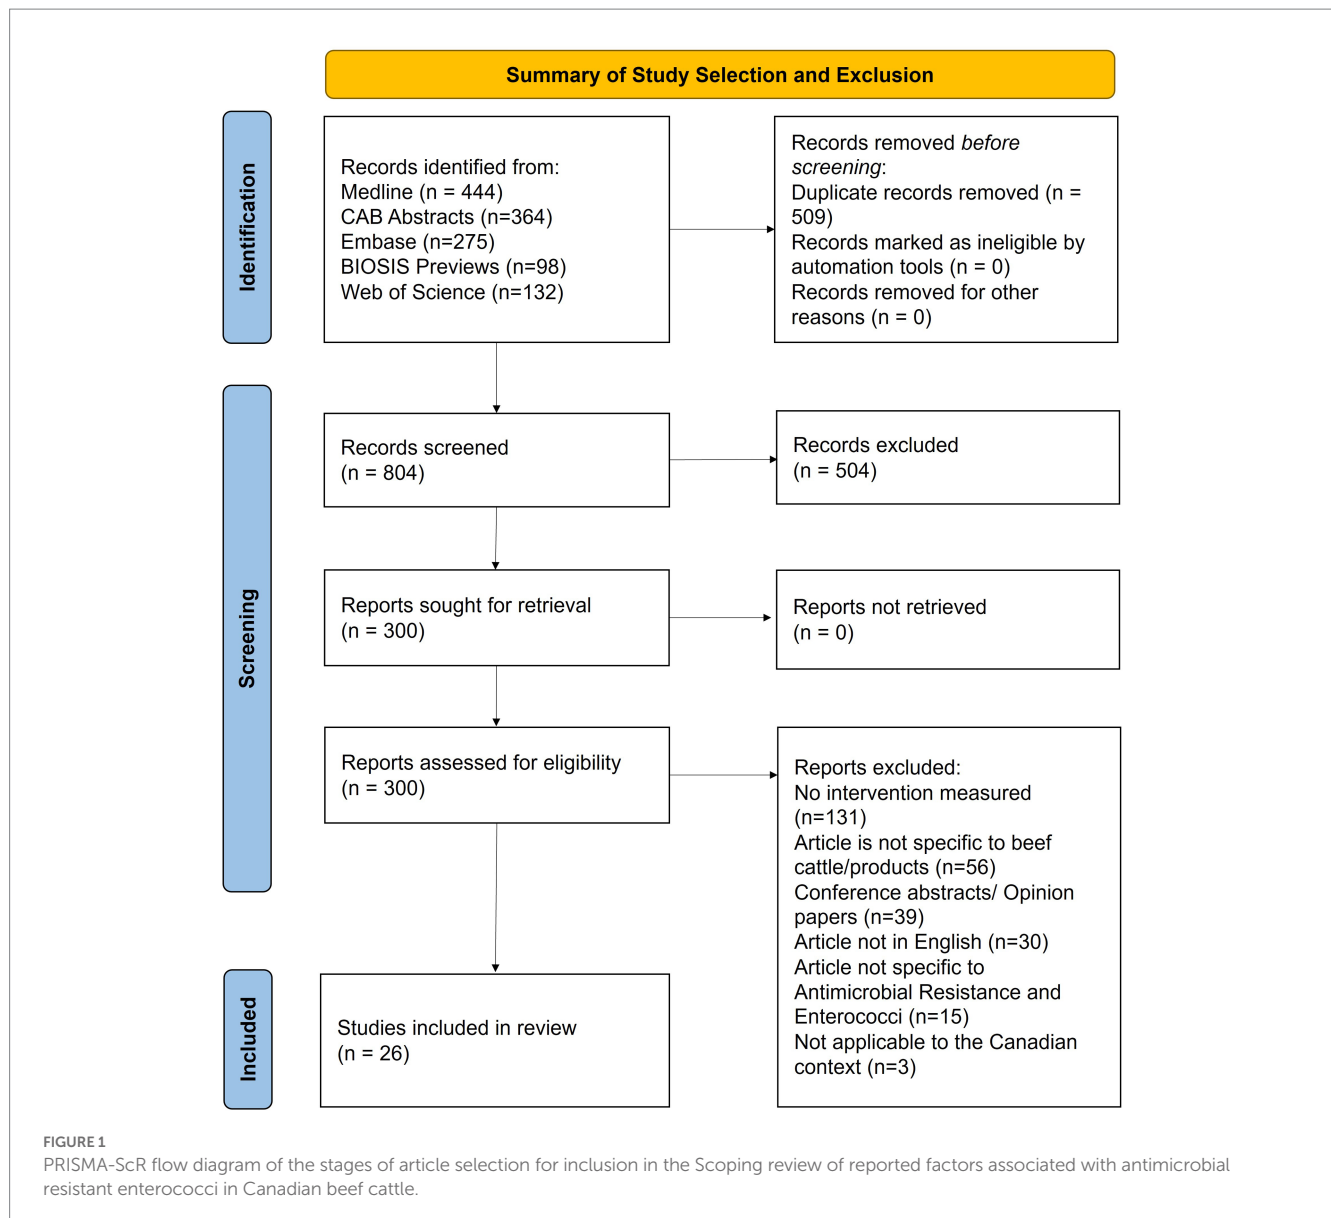 Summary of Study Selection and Exclusion
Identification
Records identified from:
Medline (n = 444)
CAB Abstracts (n=364)
Embase (n=275)
BIOSIS Previews (n=98)
Web of Science (n=132)
Records removed before
screening:
Duplicate records removed (n =
509)
Records marked as ineligible by
automation tools (n = 0)
Records removed for other
reasons (n = 0)
Screening
Records screened
(n = 804)
Records excluded
(n = 504)
Reports sought for retrieval
(n = 300)
Reports not retrieved
(n = 0)
Reports assessed for eligibility
(n = 300)
Reports excluded:
No intervention measured
(n=131)
Article is not specific to beef
cattle/products (n=56)
Conference abstracts/ Opinion
papers (n=39)
Article not in English (n=30)
Article not specific to
Antimicrobial Resistance and
Enterococci (n=15)
Not applicable to the Canadian
context (n=3)
Included
Studies included in review
(n = 26)
FIGURE 1
PRISMA-ScR flow diagram of the stages of article selection for inclusion in the Scoping review of reported factors associated with antimicrobial
resistant enterococci in Canadian beef cattle.